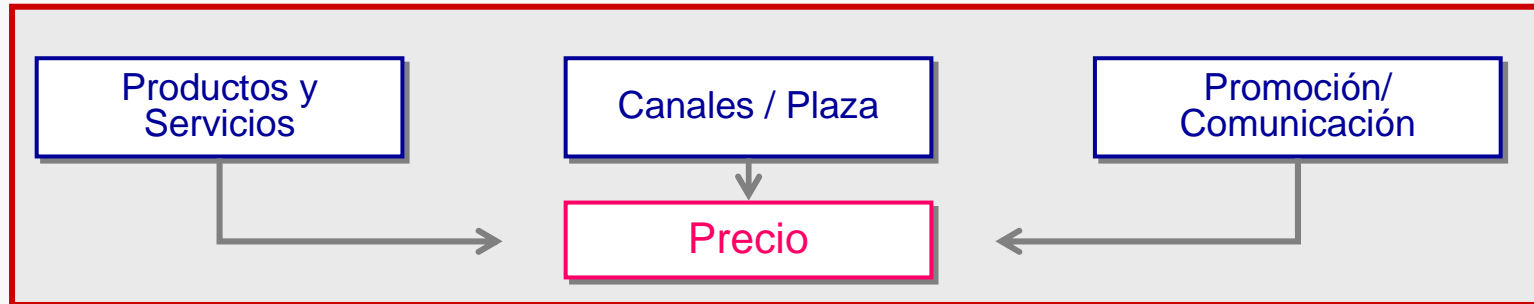 Productos y
Servicios
Canales / Plaza
Promoción/
Comunicación
Precio